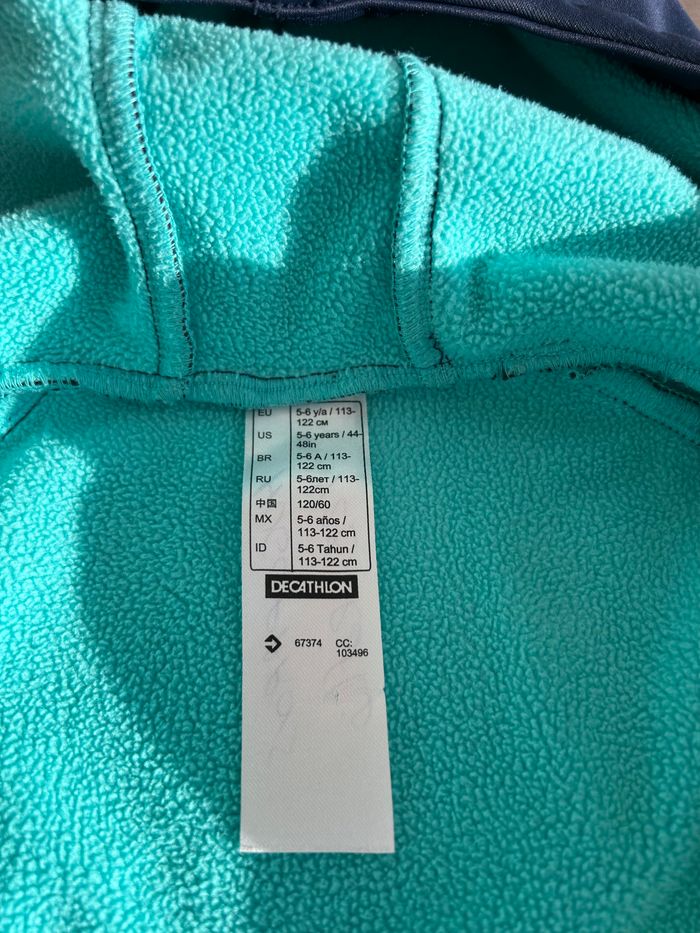 EU 5-6 y/a / 113-
122 см
US 5-6 years / 44-
48in
BR 5-6 A / 113-
122 cm
RU 5-6лет / 113-
122cm
中国 120/60
MX 5-6 años /
113-122 cm
ID 5-6 Tahun /
113-122 cm
DECATHLON
67374 CC:
103496